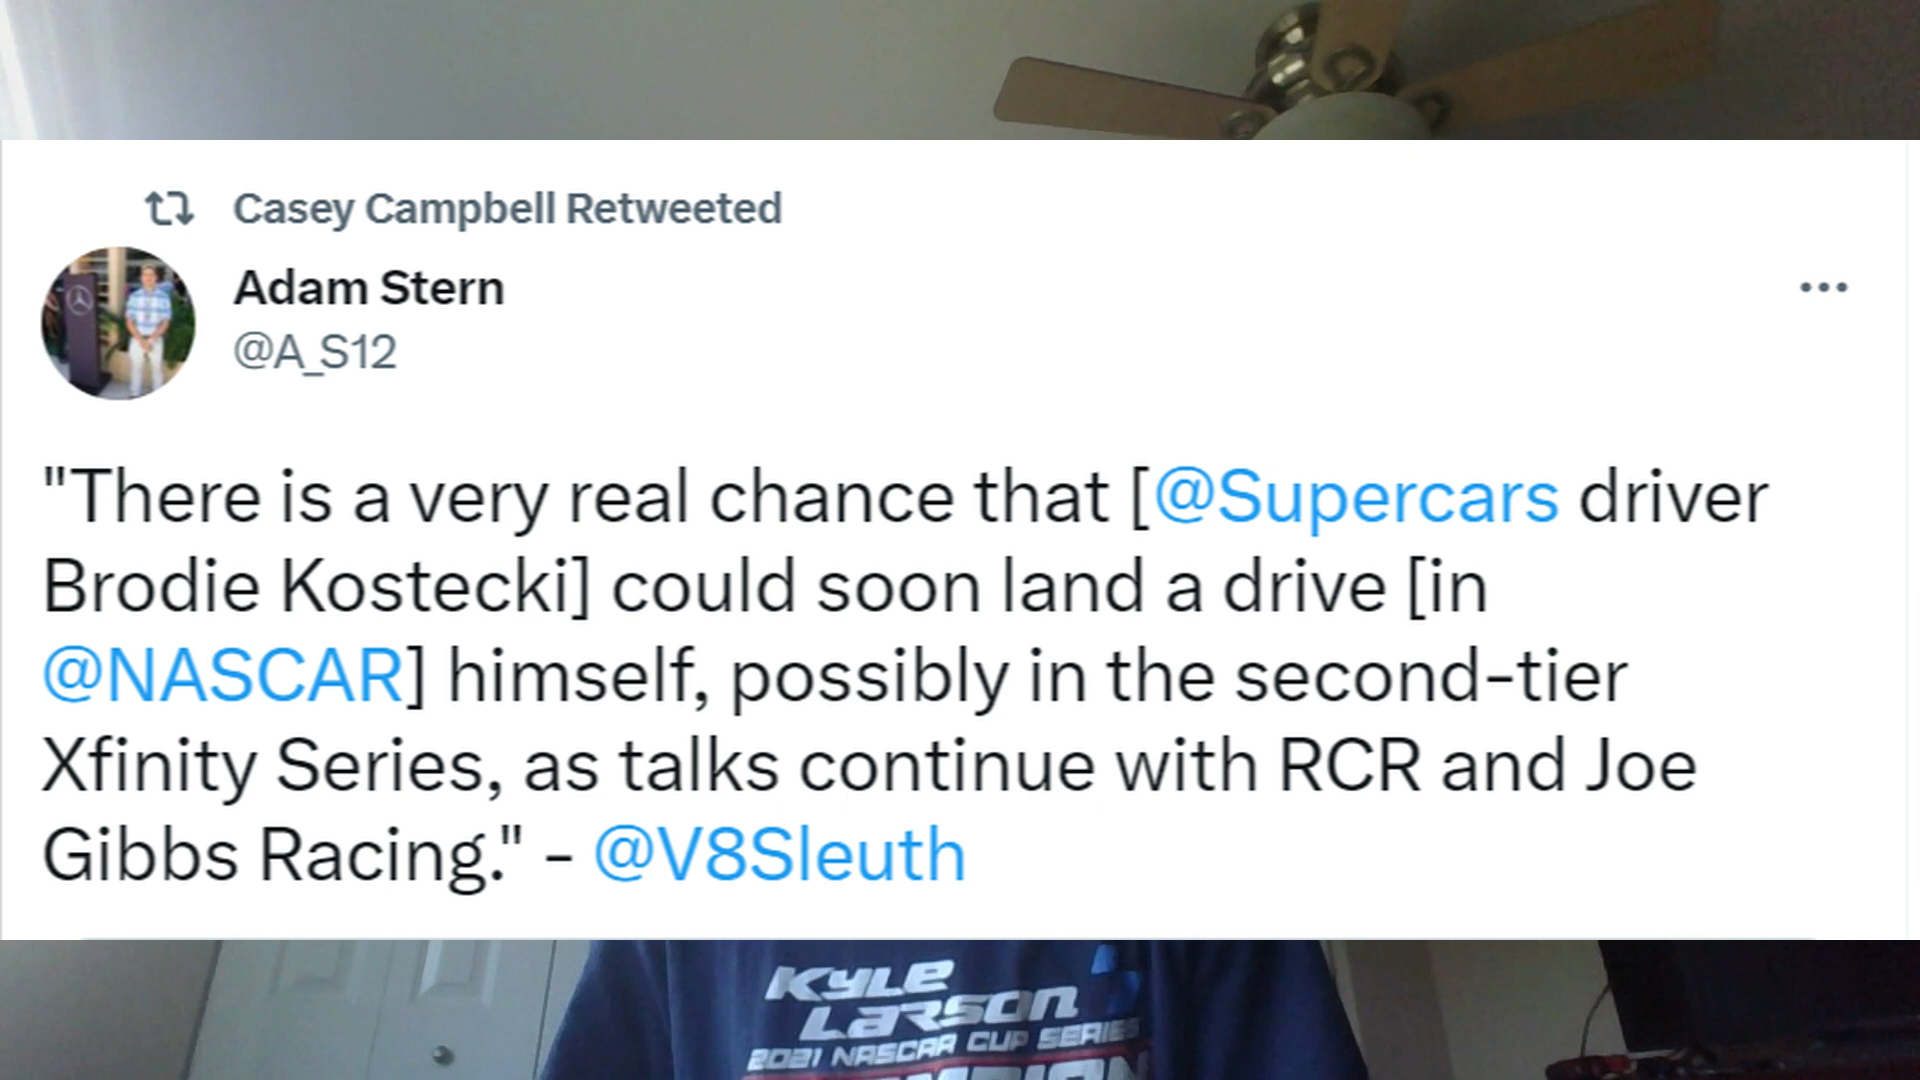 Casey Campbell Retweeted
Adam Stern
@A_S12
"There is a very real chance that [@Supercars driver
Brodie Kostecki] could soon land a drive [in
@NASCAR] himself, possibly in the second-tier
Xfinity Series, as talks continue with RCR and Joe
Gibbs Racing." - @V8Sleuth
KYLE
LARSON
2021 NASCAR CUP SERIES